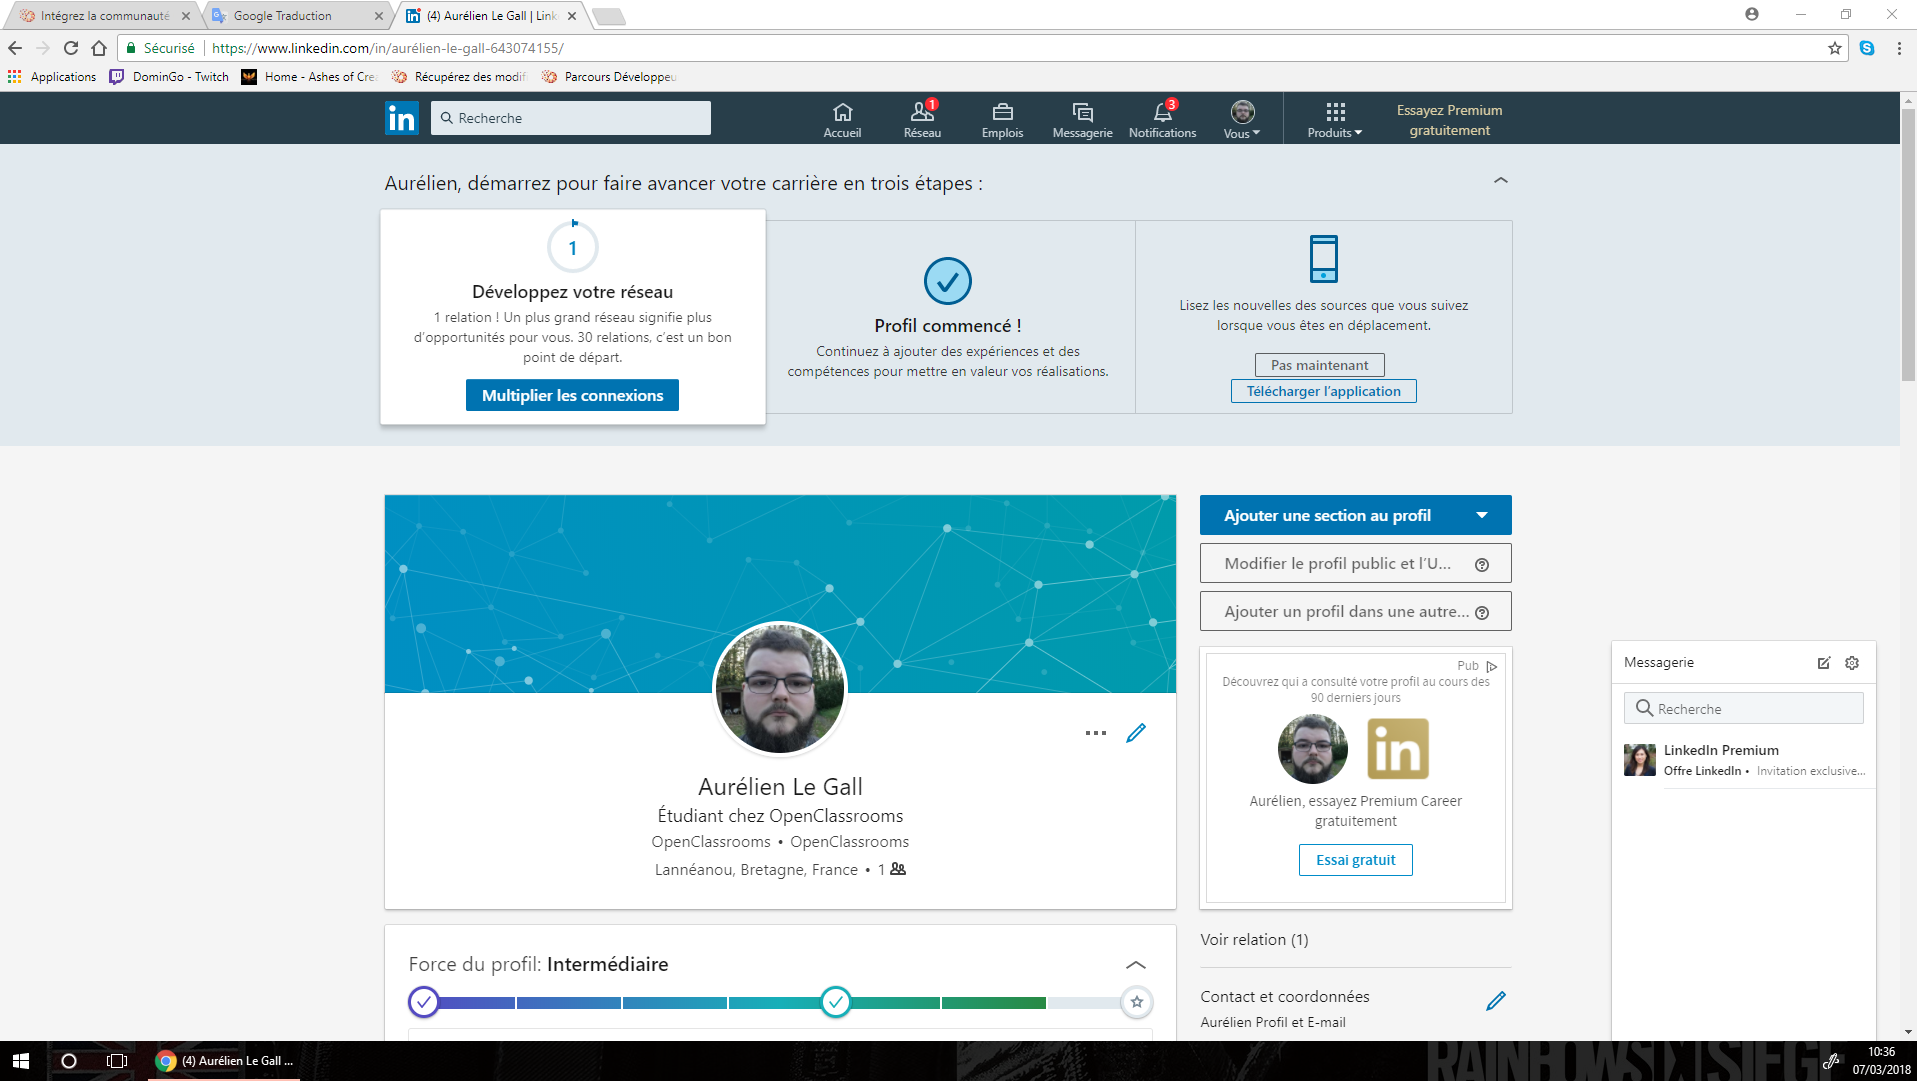 Intégrez la communauté
Google Traduction
(4) Aurélien Le Gall | Link
Sécurisé
https://www.linkedin.com/in/aurélien-le-gall-643074155/
Applications
DominGo - Twitch
Home - Ashes of Cre
Récupérez des modif
Parcours Développeu
in
Recherche
Accueil
1
Réseau
Emplois
Messagerie
3
Notifications
Vous
Produits
Essayez Premium
gratuitement
Aurélien, démarrez pour faire avancer votre carrière en trois étapes :
1
Développez votre réseau
1 relation ! Un plus grand réseau signifie plus
d’opportunités pour vous. 30 relations, c’est un bon
point de départ.
Multiplier les connexions
Profil commencé !
Continuez à ajouter des expériences et des
compétences pour mettre en valeur vos réalisations.
Lisez les nouvelles des sources que vous suivez
lorsque vous êtes en déplacement.
Pas maintenant
Télécharger l’application
Aurélien Le Gall
Étudiant chez OpenClassrooms
OpenClassrooms • OpenClassrooms
Lannéanou, Bretagne, France • 1
Force du profil: Intermédiaire
Ajouter une section au profil
Modifier le profil public et l’U...
Ajouter un profil dans une autre...
Pub
Découvrez qui a consulté votre profil au cours des
90 derniers jours
in
Aurélien, essayez Premium Career
gratuitement
Essai gratuit
Voir relation (1)
Contact et coordonnées
Aurélien Profil et E-mail
Messagerie
Recherche
LinkedIn Premium
Offre LinkedIn • Invitation exclusive...
(4) Aurélien Le Gall ...
RAINBOW SIX SIEG
10:36
07/03/2018